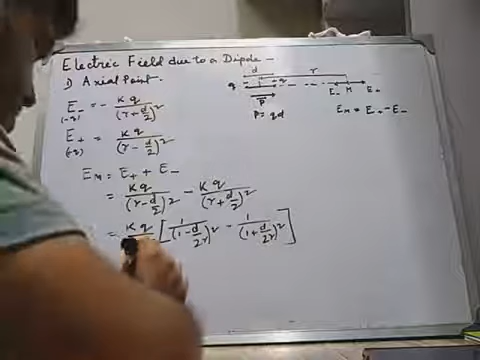 Electric Field due to a Dipole -
1) Axial Point.
d r
q -q E₋ M E₊
P
P = qd
E_M = E₊ - E₋
E₋ = - Kq / (r+d/2)²
(-q)
E₊ = Kq / (r-d/2)²
E_M = E₊ + E₋
= Kq / (r-d/2)² - Kq / (r+d/2)²
= Kq [ 1 / (1-d/2r)² - 1 / (1+d/2r)² ]